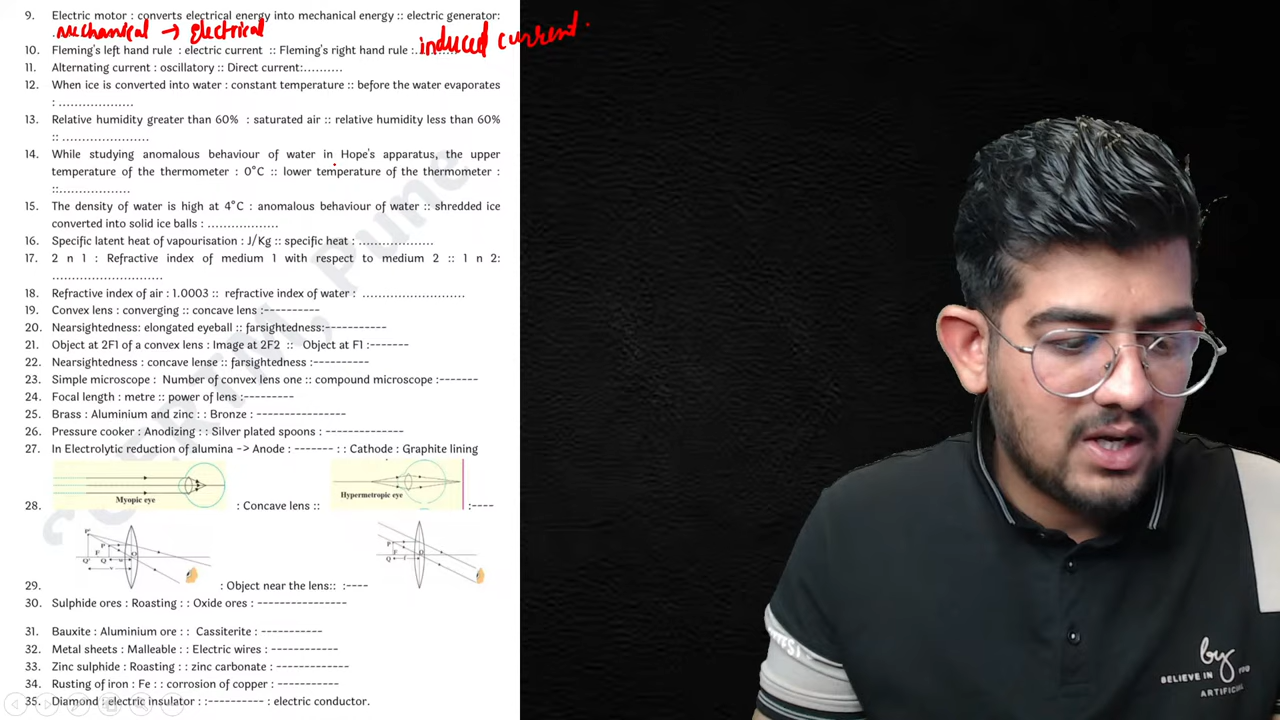 9. Electric motor : converts electrical energy into mechanical energy :: electric generator:
. Mechanical → Electrical
10. Fleming's left hand rule : electric current :: Fleming's right hand rule :.......... induced current.
11. Alternating current : oscillatory :: Direct current:..........
12. When ice is converted into water : constant temperature :: before the water evaporates
: ...................
13. Relative humidity greater than 60% : saturated air :: relative humidity less than 60%
:: ......................
14. While studying anomalous behaviour of water in Hope's apparatus, the upper
temperature of the thermometer : 0°C :: lower temperature of the thermometer :
::..................
15. The density of water is high at 4°C : anomalous behaviour of water :: shredded ice
converted into solid ice balls : ..................
16. Specific latent heat of vapourisation : J/Kg :: specific heat : ...................
17. 2 n 1 : Refractive index of medium 1 with respect to medium 2 :: 1 n 2:
............................
18. Refractive index of air : 1.0003 :: refractive index of water : ..........................
19. Convex lens : converging :: concave lens :----------
20. Nearsightedness: elongated eyeball :: farsightedness:-----------
21. Object at 2F1 of a convex lens : Image at 2F2 :: Object at F1 :-------
22. Nearsightedness : concave lense :: farsightedness :----------
23. Simple microscope : Number of convex lens one :: compound microscope :-------
24. Focal length : metre :: power of lens :---------
25. Brass : Aluminium and zinc : : Bronze : ----------------
26. Pressure cooker : Anodizing : : Silver plated spoons : --------------
27. In Electrolytic reduction of alumina -> Anode : ------- : : Cathode : Graphite lining
Myopic eye
Hypermetropic eye
28. : Concave lens :: :----
29. : Object near the lens:: :----
30. Sulphide ores : Roasting : : Oxide ores : ----------------
31. Bauxite : Aluminium ore : : Cassiterite : -----------
32. Metal sheets : Malleable : : Electric wires : ------------
33. Zinc sulphide : Roasting : : zinc carbonate : -------------
34. Rusting of iron : Fe : : corrosion of copper : -----------
35. Diamond : electric insulator : :---------- : electric conductor.
by
BELIEVE IN YOU